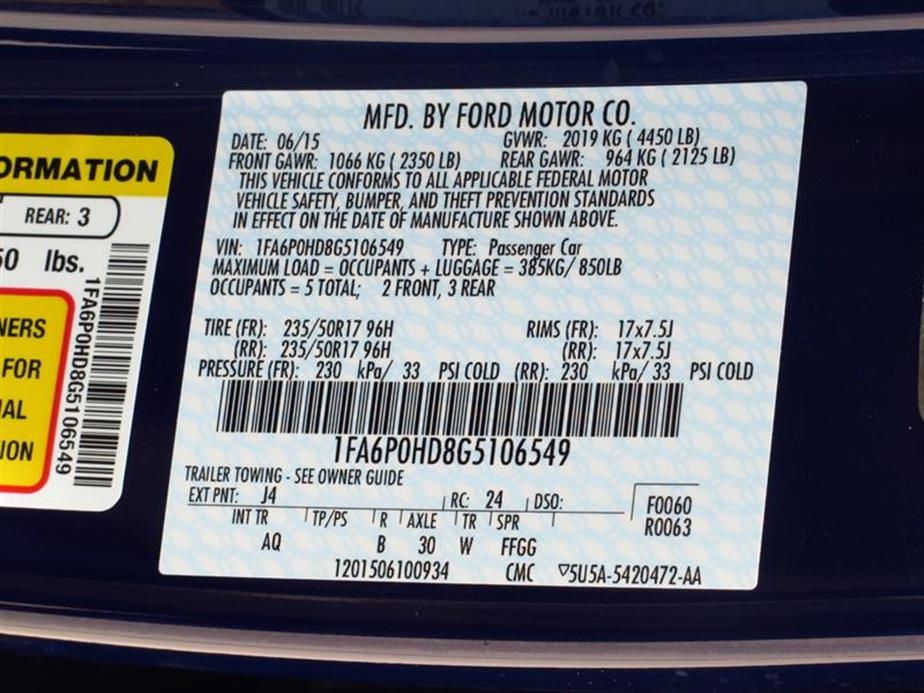 ORMATION
REAR: 3
50 lbs.
NERS
FOR
AL
ION
1FA6P0HD8G5106549
MFD. BY FORD MOTOR CO.
DATE: 06/15 GVWR: 2019 KG ( 4450 LB)
FRONT GAWR: 1066 KG ( 2350 LB) REAR GAWR: 964 KG ( 2125 LB)
THIS VEHICLE CONFORMS TO ALL APPLICABLE FEDERAL MOTOR
VEHICLE SAFETY, BUMPER, AND THEFT PREVENTION STANDARDS
IN EFFECT ON THE DATE OF MANUFACTURE SHOWN ABOVE.
VIN: 1FA6P0HD8G5106549 TYPE: Passenger Car
MAXIMUM LOAD = OCCUPANTS + LUGGAGE = 385KG/ 850LB
OCCUPANTS = 5 TOTAL; 2 FRONT, 3 REAR
TIRE (FR): 235/50R17 96H RIMS (FR): 17x7.5J
(RR): 235/50R17 96H (RR): 17x7.5J
PRESSURE (FR): 230 kPa/ 33 PSI COLD (RR): 230 kPa/ 33 PSI COLD
1FA6P0HD8G5106549
TRAILER TOWING - SEE OWNER GUIDE
EXT PNT: J4 RC: 24 DSO: F0060
R0063
INT TR TP/PS R AXLE TR SPR
AQ B 30 W FFGG
1201506100934 CMC ▽5U5A-5420472-AA